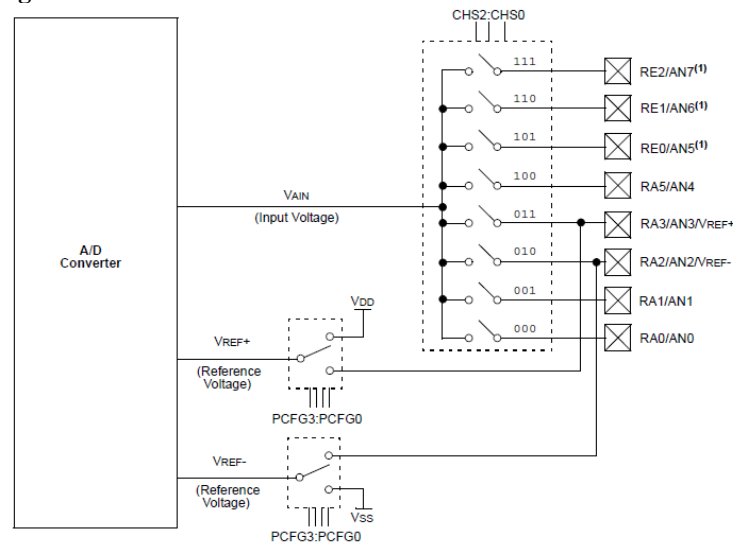 CHS2:CHS0
111
RE2/AN7(1)
110
RE1/AN6(1)
101
RE0/AN5(1)
100
RA5/AN4
VAIN
(Input Voltage)
011
RA3/AN3/VREF+
010
RA2/AN2/VREF-
A/D
Converter
001
RA1/AN1
VDD
000
RA0/AN0
VREF+
(Reference
Voltage)
PCFG3:PCFG0
VREF-
(Reference
Voltage)
VSS
PCFG3:PCFG0